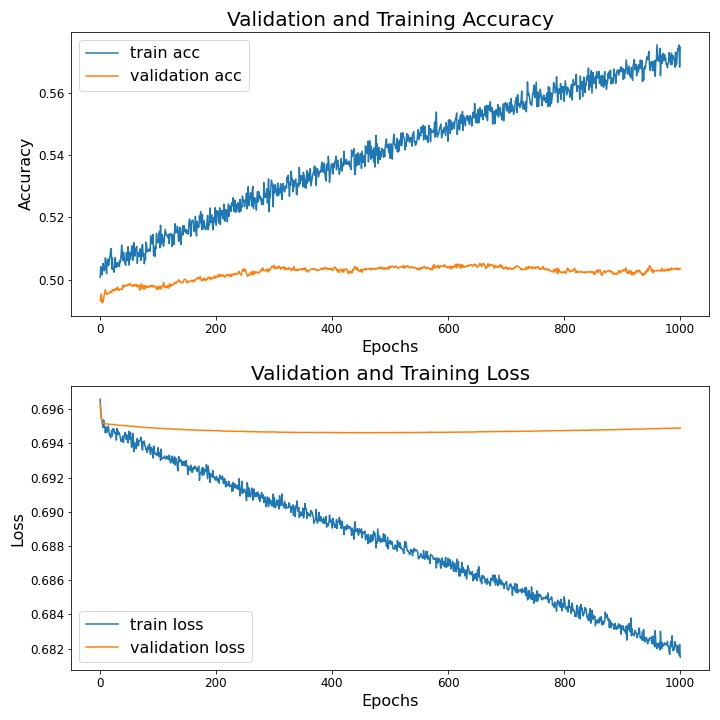 Validation and Training Accuracy
train acc
validation acc
0.56
0.54
0.52
0.50
Accuracy
0 200 400 600 800 1000
Epochs
Validation and Training Loss
0.696
0.694
0.692
0.690
0.688
0.686
0.684
0.682
Loss
train loss
validation loss
0 200 400 600 800 1000
Epochs